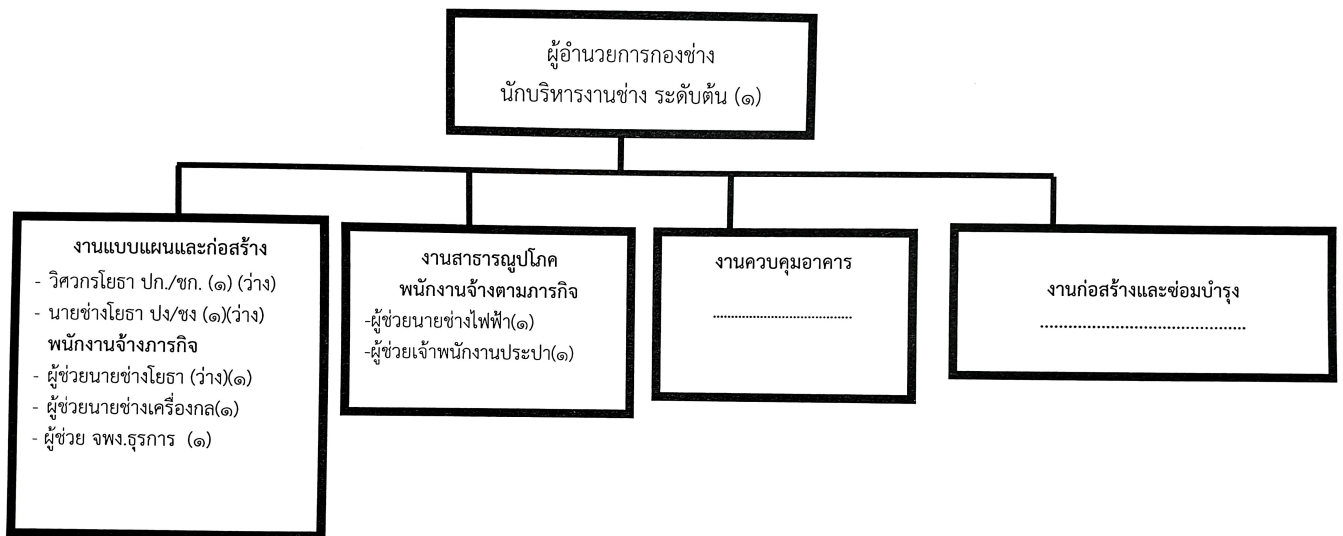 ผู้อำนวยการกองช่าง
นักบริหารงานช่าง ระดับต้น (๑)
งานแบบแผนและก่อสร้าง
- วิศวกรโยธา ปก./ชก. (๑) (ว่าง)
- นายช่างโยธา ปง/ชง (๑)(ว่าง)
พนักงานจ้างภารกิจ
- ผู้ช่วยนายช่างโยธา (ว่าง)(๑)
- ผู้ช่วยนายช่างเครื่องกล(๑)
- ผู้ช่วย จพง.ธุรการ (๑)
งานสาธารณูปโภค
พนักงานจ้างตามภารกิจ
-ผู้ช่วยนายช่างไฟฟ้า(๑)
-ผู้ช่วยเจ้าพนักงานประปา(๑)
งานควบคุมอาคาร
.......................................
งานก่อสร้างและซ่อมบำรุง
.............................................